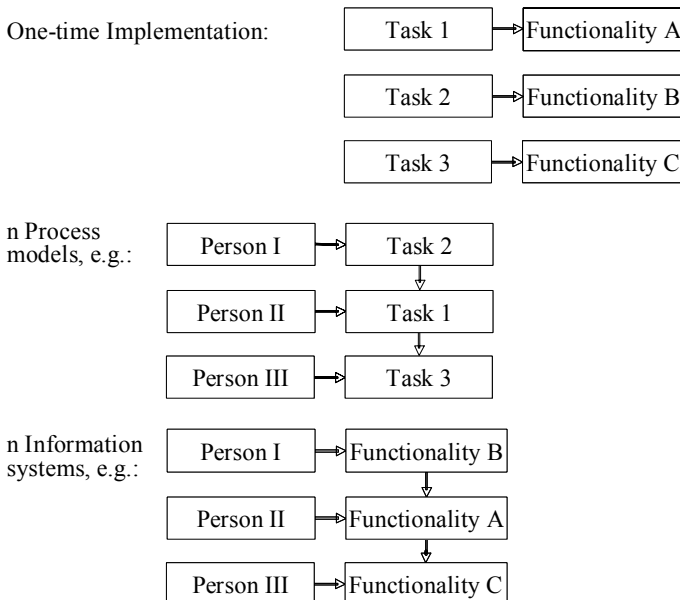 One-time Implementation:
Task 1
Functionality A
Task 2
Functionality B
Task 3
Functionality C
n Process
models, e.g.:
Person I
Task 2
Person II
Task 1
Person III
Task 3
n Information
systems, e.g.:
Person I
Functionality B
Person II
Functionality A
Person III
Functionality C